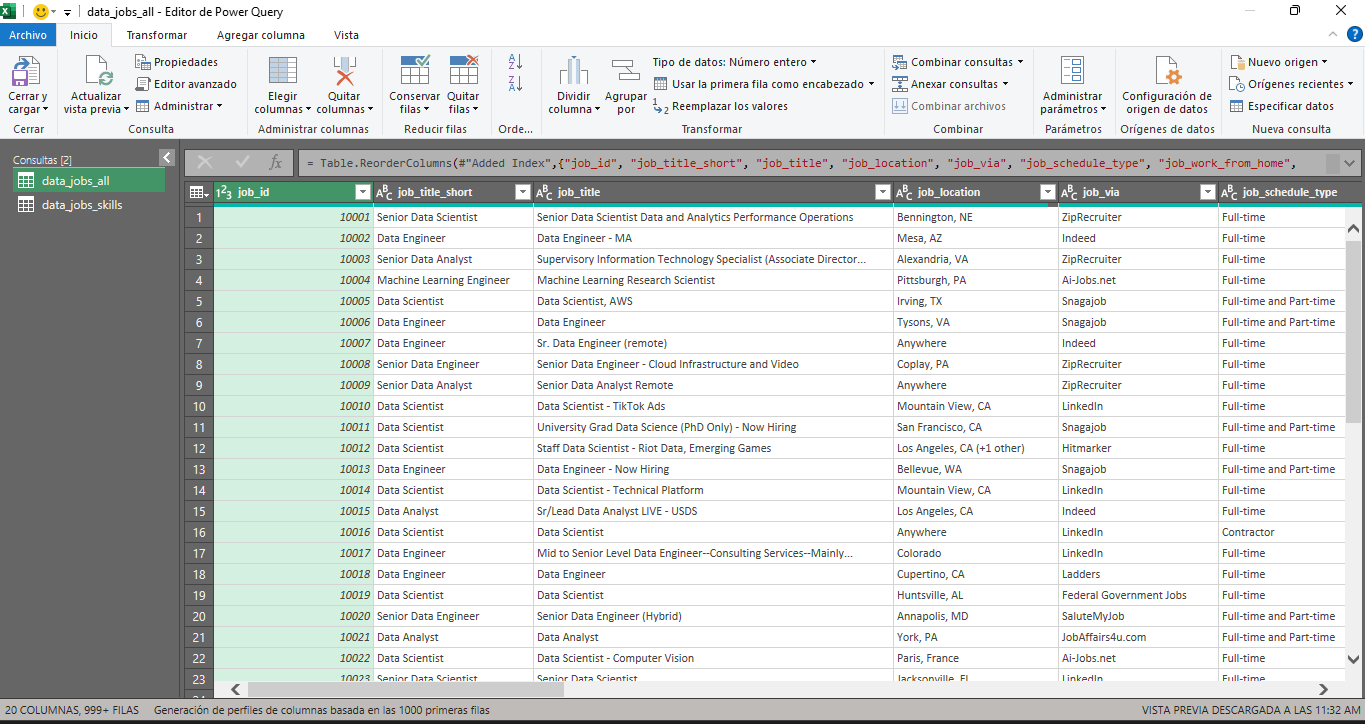 data_jobs_all - Editor de Power Query
Archivo Inicio Transformar Agregar columna Vista
Cerrar y cargar
Cerrar
Actualizar vista previa
Propiedades
Editor avanzado
Administrar
Consulta
Elegir columnas
Quitar columnas
Administrar columnas
Conservar filas
Quitar filas
Reducir filas
Orde...
Dividir columna
Agrupar por
Tipo de datos: Número entero
Usar la primera fila como encabezado
Reemplazar los valores
Transformar
Combinar consultas
Anexar consultas
Combinar archivos
Combinar
Administrar parámetros
Parámetros
Configuración de origen de datos
Orígenes de datos
Nuevo origen
Orígenes recientes
Especificar datos
Nueva consulta
Consultas [2]
data_jobs_all
data_jobs_skills
= Table.ReorderColumns(#"Added Index",{"job_id", "job_title_short", "job_title", "job_location", "job_via", "job_schedule_type", "job_work_from_home",
job_id job_title_short job_title job_location job_via job_schedule_type
1 10001 Senior Data Scientist Senior Data Scientist Data and Analytics Performance Operations Bennington, NE ZipRecruiter Full-time
2 10002 Data Engineer Data Engineer - MA Mesa, AZ Indeed Full-time
3 10003 Senior Data Analyst Supervisory Information Technology Specialist (Associate Director... Alexandria, VA ZipRecruiter Full-time
4 10004 Machine Learning Engineer Machine Learning Research Scientist Pittsburgh, PA Ai-Jobs.net Full-time
5 10005 Data Scientist Data Scientist, AWS Irving, TX Snagajob Full-time and Part-time
6 10006 Data Engineer Data Engineer Tysons, VA Snagajob Full-time and Part-time
7 10007 Data Engineer Sr. Data Engineer (remote) Anywhere Indeed Full-time
8 10008 Senior Data Engineer Senior Data Engineer - Cloud Infrastructure and Video Coplay, PA ZipRecruiter Full-time
9 10009 Senior Data Analyst Senior Data Analyst Remote Anywhere ZipRecruiter Full-time
10 10010 Data Scientist Data Scientist - TikTok Ads Mountain View, CA LinkedIn Full-time
11 10011 Data Scientist University Grad Data Science (PhD Only) - Now Hiring San Francisco, CA Snagajob Full-time and Part-time
12 10012 Data Scientist Staff Data Scientist - Riot Data, Emerging Games Los Angeles, CA (+1 other) Hitmarker Full-time
13 10013 Data Engineer Data Engineer - Now Hiring Bellevue, WA Snagajob Full-time and Part-time
14 10014 Data Scientist Data Scientist - Technical Platform Mountain View, CA LinkedIn Full-time
15 10015 Data Analyst Sr/Lead Data Analyst LIVE - USDS Los Angeles, CA Indeed Full-time
16 10016 Data Scientist Data Scientist Anywhere LinkedIn Contractor
17 10017 Data Engineer Mid to Senior Level Data Engineer--Consulting Services--Mainly... Colorado LinkedIn Full-time
18 10018 Data Engineer Data Engineer Cupertino, CA Ladders Full-time
19 10019 Data Scientist Data Scientist Huntsville, AL Federal Government Jobs Full-time
20 10020 Senior Data Engineer Senior Data Engineer (Hybrid) Annapolis, MD SaluteMyJob Full-time and Part-time
21 10021 Data Analyst Data Analyst York, PA JobAffairs4u.com Full-time and Part-time
22 10022 Data Scientist Data Scientist - Computer Vision Paris, France Ai-Jobs.net Full-time
23 10023 Senior Data Scientist Senior Data Scientist Jacksonville, FL LinkedIn Full-time
20 COLUMNAS, 999+ FILAS Generación de perfiles de columnas basada en las 1000 primeras filas VISTA PREVIA DESCARGADA A LAS 11:32 AM